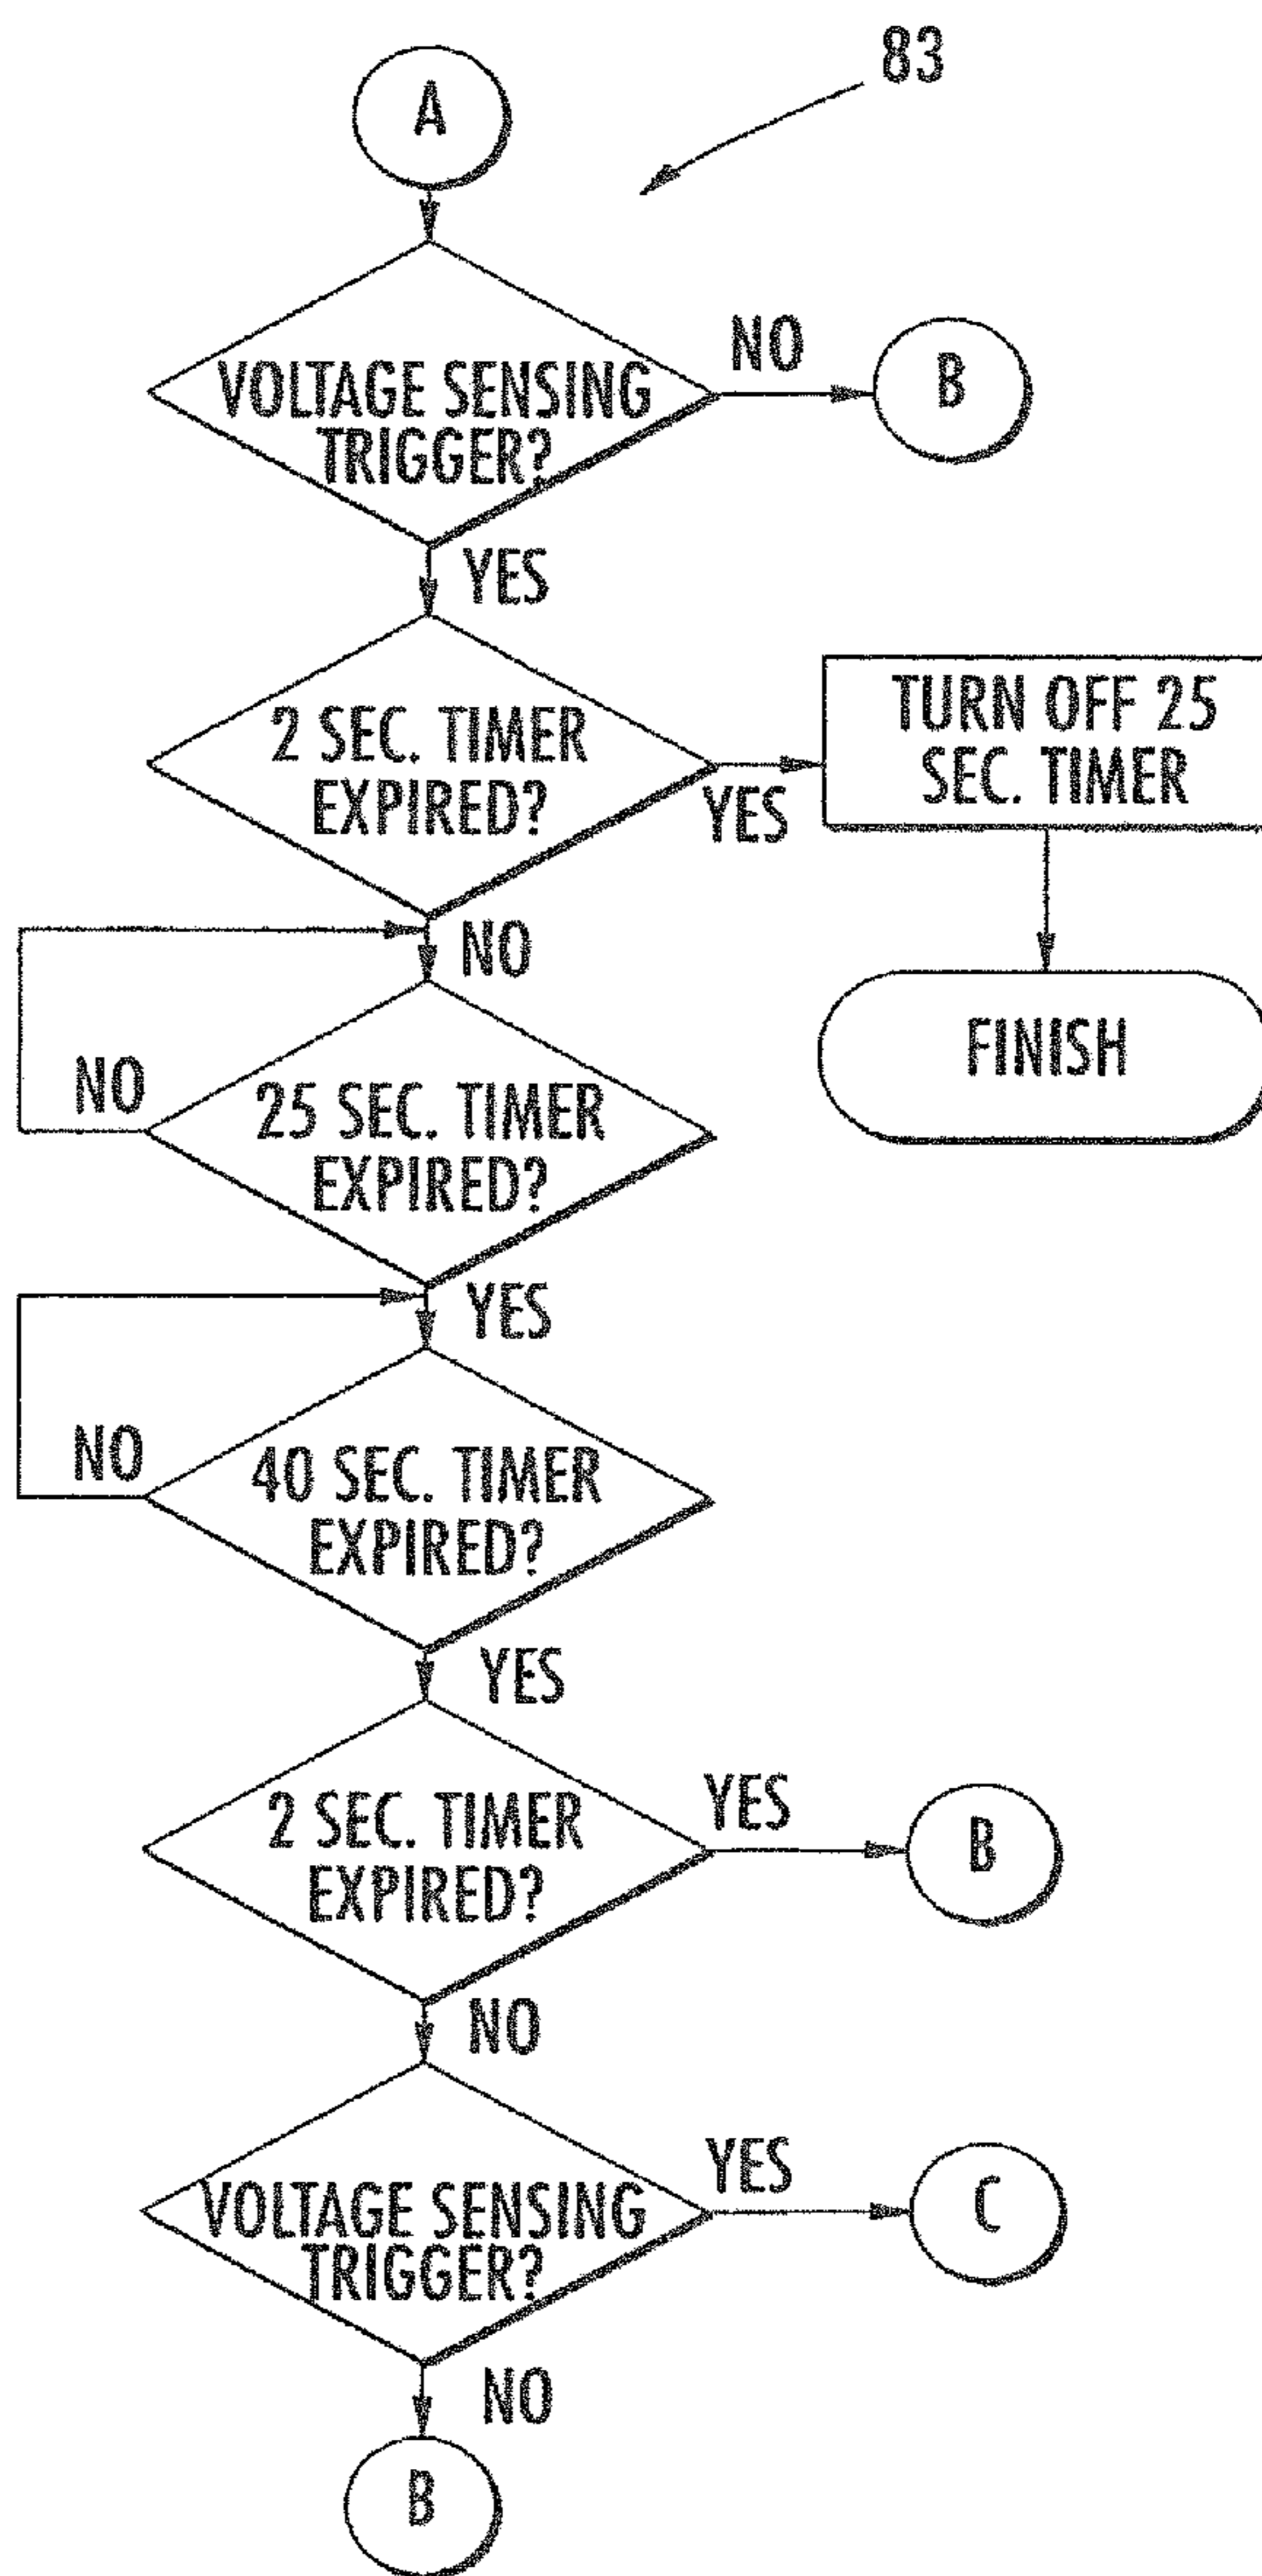 83
A
VOLTAGE SENSING
TRIGGER?
NO
B
YES
2 SEC. TIMER
EXPIRED?
YES
TURN OFF 25
SEC. TIMER
NO
FINISH
NO
25 SEC. TIMER
EXPIRED?
YES
NO
40 SEC. TIMER
EXPIRED?
YES
2 SEC. TIMER
EXPIRED?
YES
B
NO
VOLTAGE SENSING
TRIGGER?
YES
C
NO
B